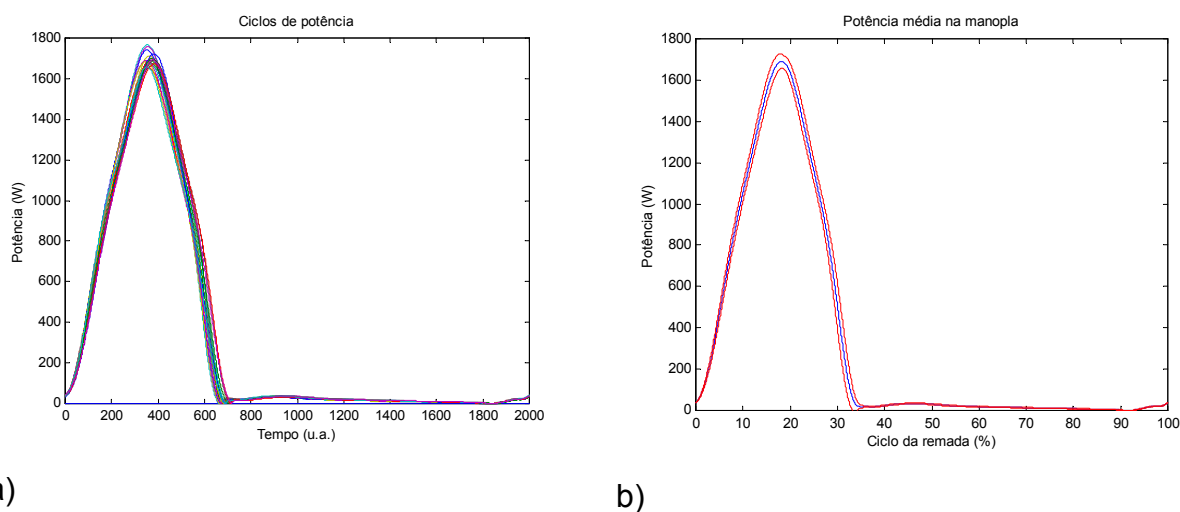 Ciclos de potência
1800
1600
1400
1200
1000
800
600
400
200
0
Potência (W)
0 200 400 600 800 1000 1200 1400 1600 1800 2000
Tempo (u.a.)
a)
Potência média na manopla
1800
1600
1400
1200
1000
800
600
400
200
0
Potência (W)
0 10 20 30 40 50 60 70 80 90 100
Ciclo da remada (%)
b)